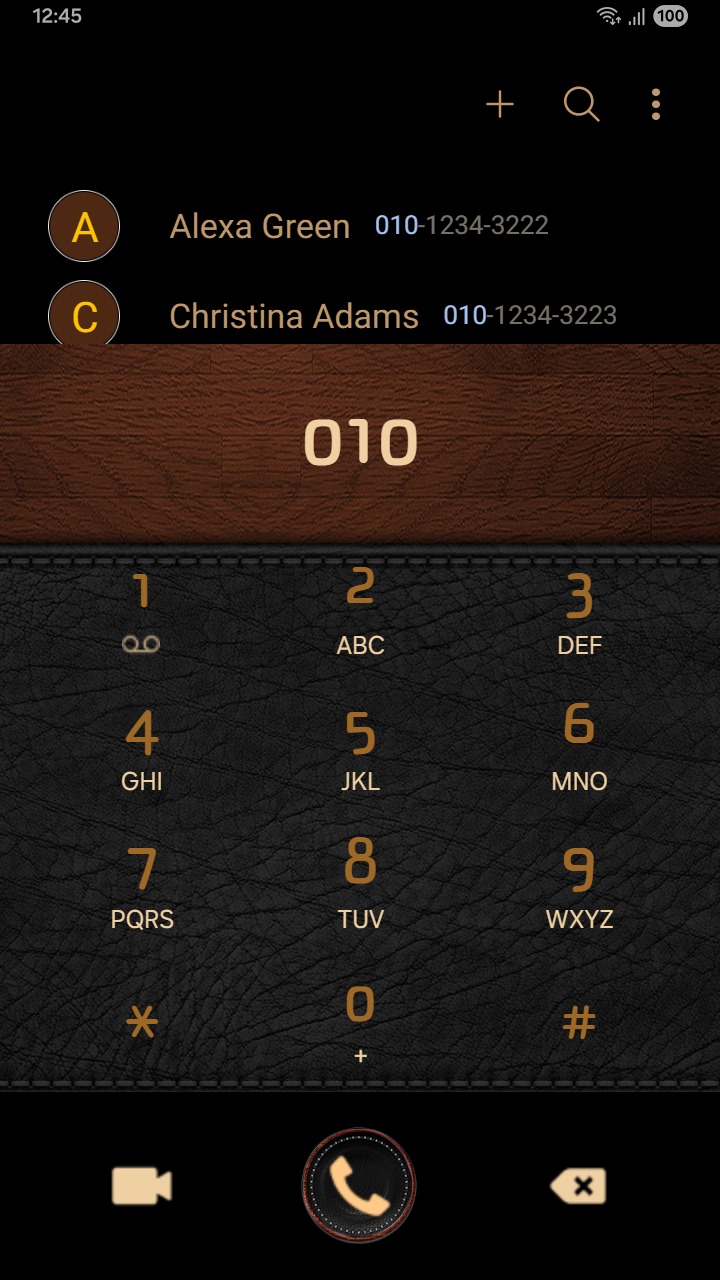 12:45 100
A Alexa Green 010-1234-3222
C Christina Adams 010-1234-3223
010
1 2 3
ABC DEF
4 5 6
GHI JKL MNO
7 8 9
PQRS TUV WXYZ
* 0 #
+